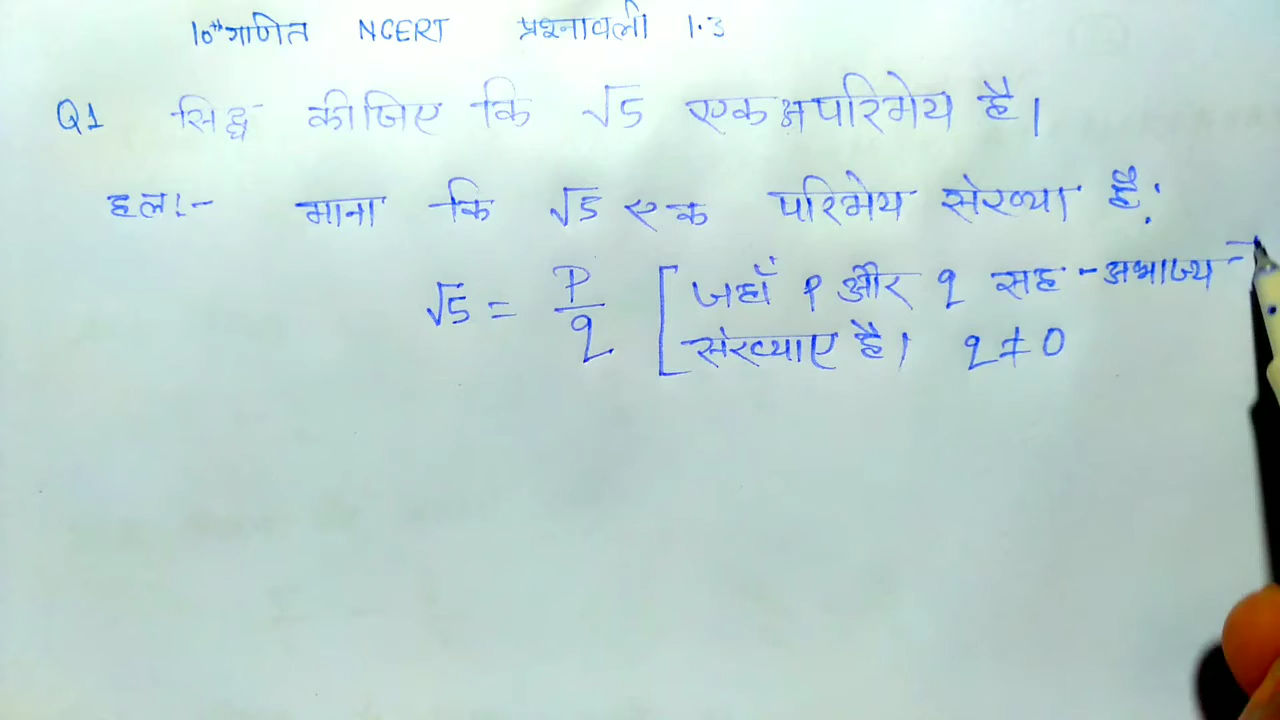 10th गणित NCERT प्रश्नावली 1.3
Q1 सिद्ध कीजिए कि √5 एक अपरिमेय है।
हल:- माना कि √5 एक परिमेय संख्या है:
√5 = P/q [जहाँ P और q सह-अभाज्य -
संख्याए है। q ≠ 0